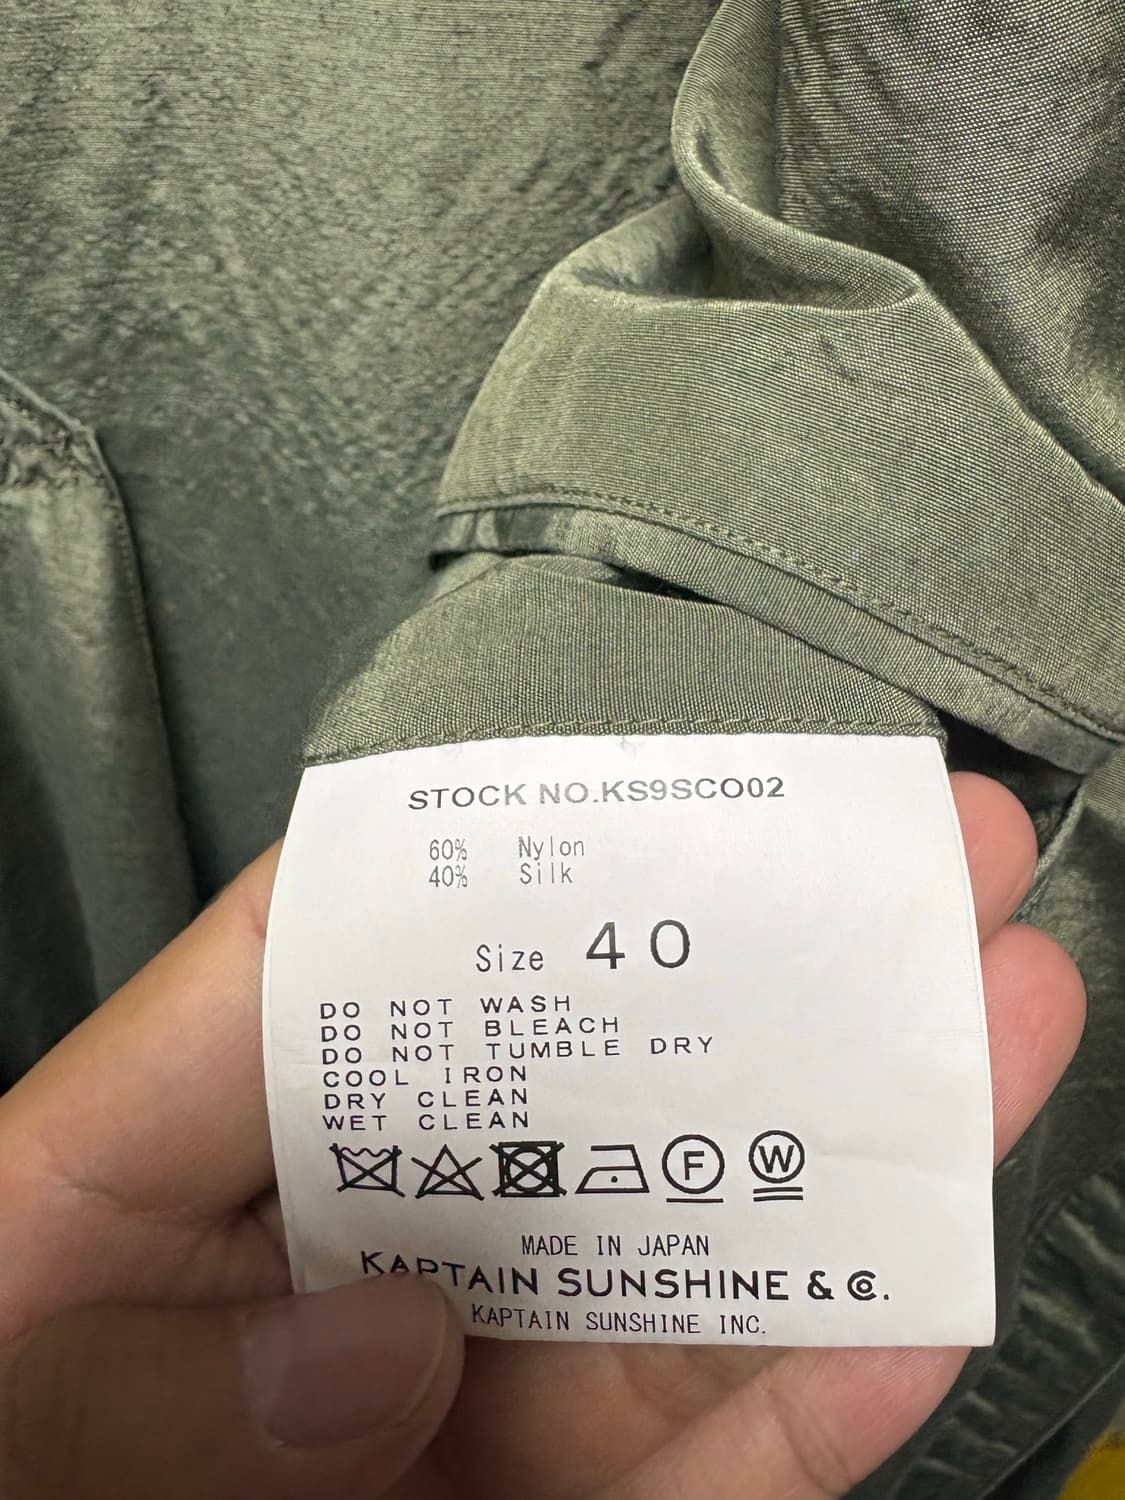 STOCK NO.KS9SCO02
60% Nylon
40% Silk
Size 40
DO NOT WASH
DO NOT BLEACH
DO NOT TUMBLE DRY
COOL IRON
DRY CLEAN
WET CLEAN
F W
MADE IN JAPAN
KAPTAIN SUNSHINE & Co.
KAPTAIN SUNSHINE INC.